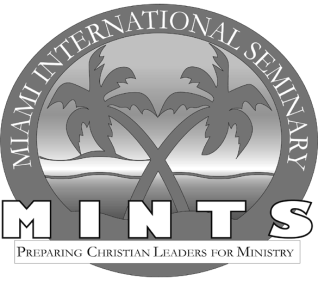 MIAMI INTERNATIONAL SEMINARY
MINTS
PREPARING CHRISTIAN LEADERS FOR MINISTRY